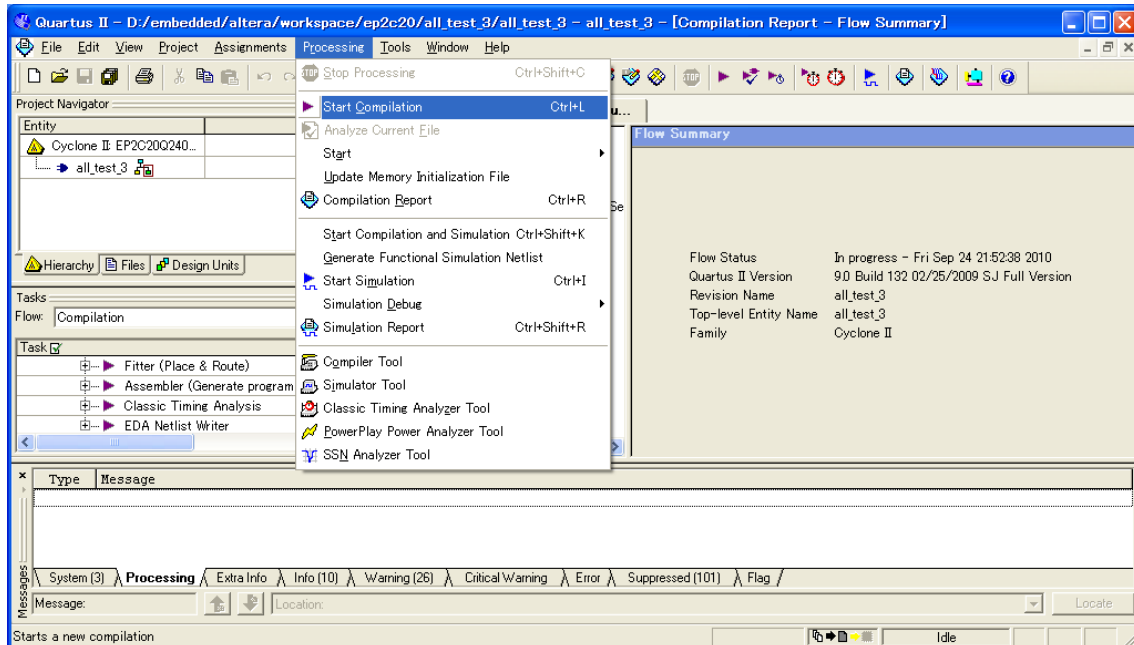 Quartus II - D:/embedded/altera/workspace/ep2c20/all_test_3/all_test_3 - all_test_3 - [Compilation Report - Flow Summary]
File Edit View Project Assignments Processing Tools Window Help
Stop Processing Ctrl+Shift+C
Project Navigator
Start Compilation Ctrl+L
u...
Entity
Analyze Current File
Flow Summary
Cyclone II: EP2C20Q240...
Start
all_test_3
Update Memory Initialization File
Compilation Report Ctrl+R
Se
Start Compilation and Simulation Ctrl+Shift+K
Generate Functional Simulation Netlist
Hierarchy Files Design Units
Start Simulation Ctrl+I
Simulation Debug
Simulation Report Ctrl+Shift+R
Flow Status In progress - Fri Sep 24 21:52:38 2010
Quartus II Version 9.0 Build 132 02/25/2009 SJ Full Version
Revision Name all_test_3
Top-level Entity Name all_test_3
Family Cyclone II
Tasks
Flow: Compilation
Task
Compiler Tool
Fitter (Place & Route)
Simulator Tool
Assembler (Generate program
Classic Timing Analyzer Tool
Classic Timing Analysis
PowerPlay Power Analyzer Tool
EDA Netlist Writer
SSN Analyzer Tool
Type Message
Messages
System (3) Processing Extra Info Info (10) Warning (26) Critical Warning Error Suppressed (101) Flag
Message: Location: Locate
Starts a new compilation Idle